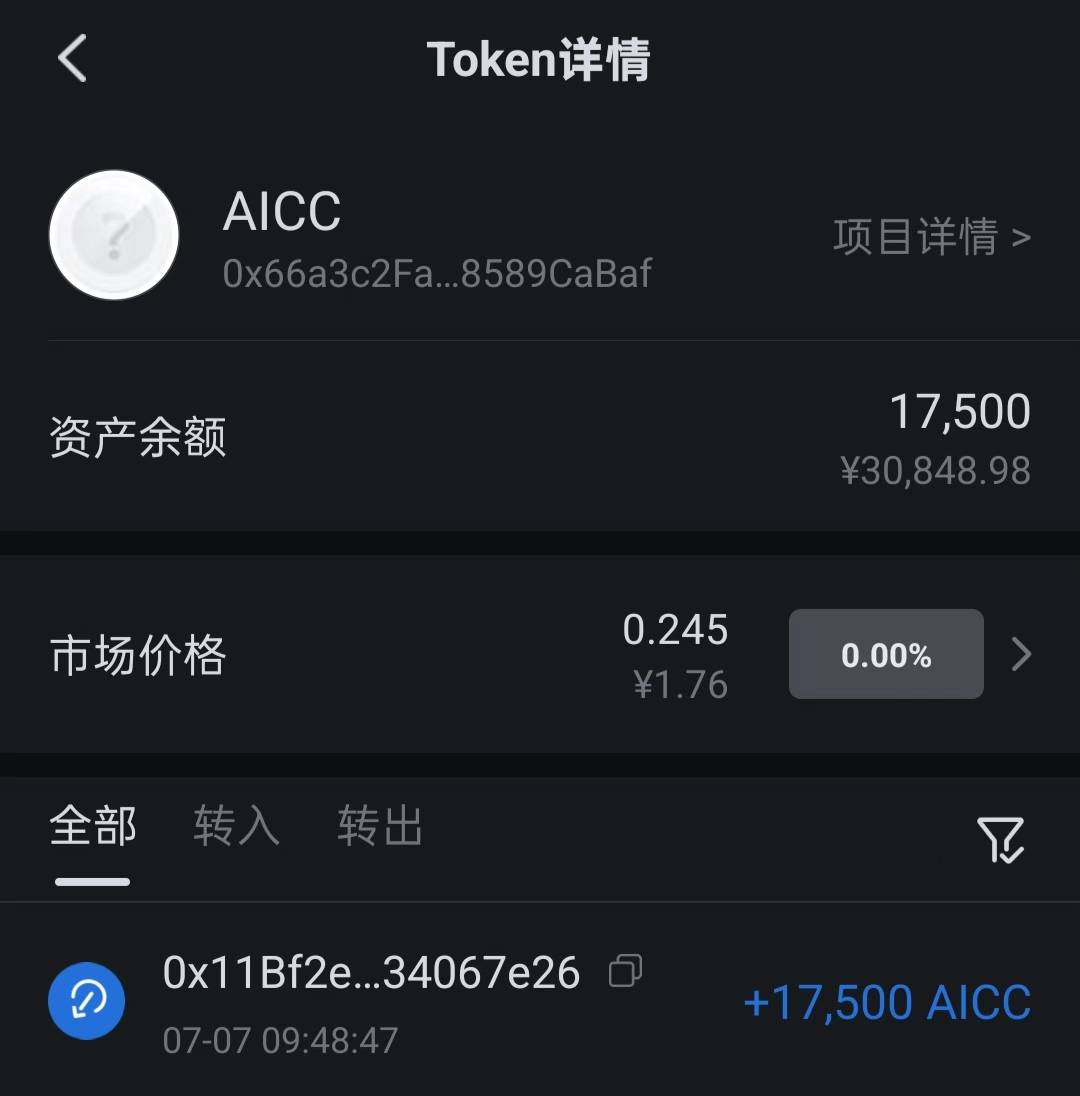 Token详情
AICC
0x66a3c2Fa...8589CaBaf
项目详情 >
资产余额
17,500
¥30,848.98
市场价格
0.245
¥1.76
0.00%
全部 转入 转出
0x11Bf2e...34067e26
+17,500 AICC
07-07 09:48:47